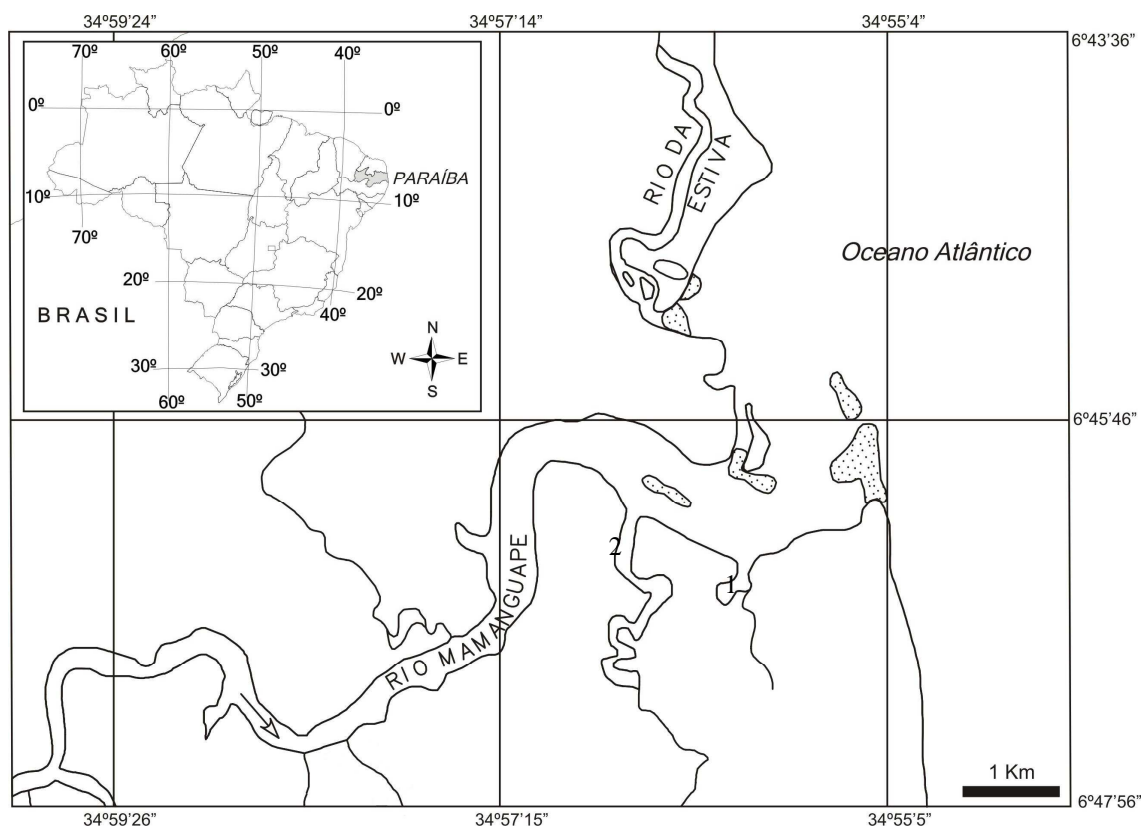 34º59'24” 34º57'14” 34º55'4”
6º43'36”
70º 60º 50º 40º
0º 0º
PARAÍBA
10º 10º
70º
20º 20º
40º
BRASIL
30º 30º
60º 50º
N
W E
S
RIO DA
ESTIVA
Oceano Atlântico
6º45'46”
RIO MAMANGUAPE
2
1
1 Km
6º47'56”
34º59'26” 34º57'15” 34º55'5”